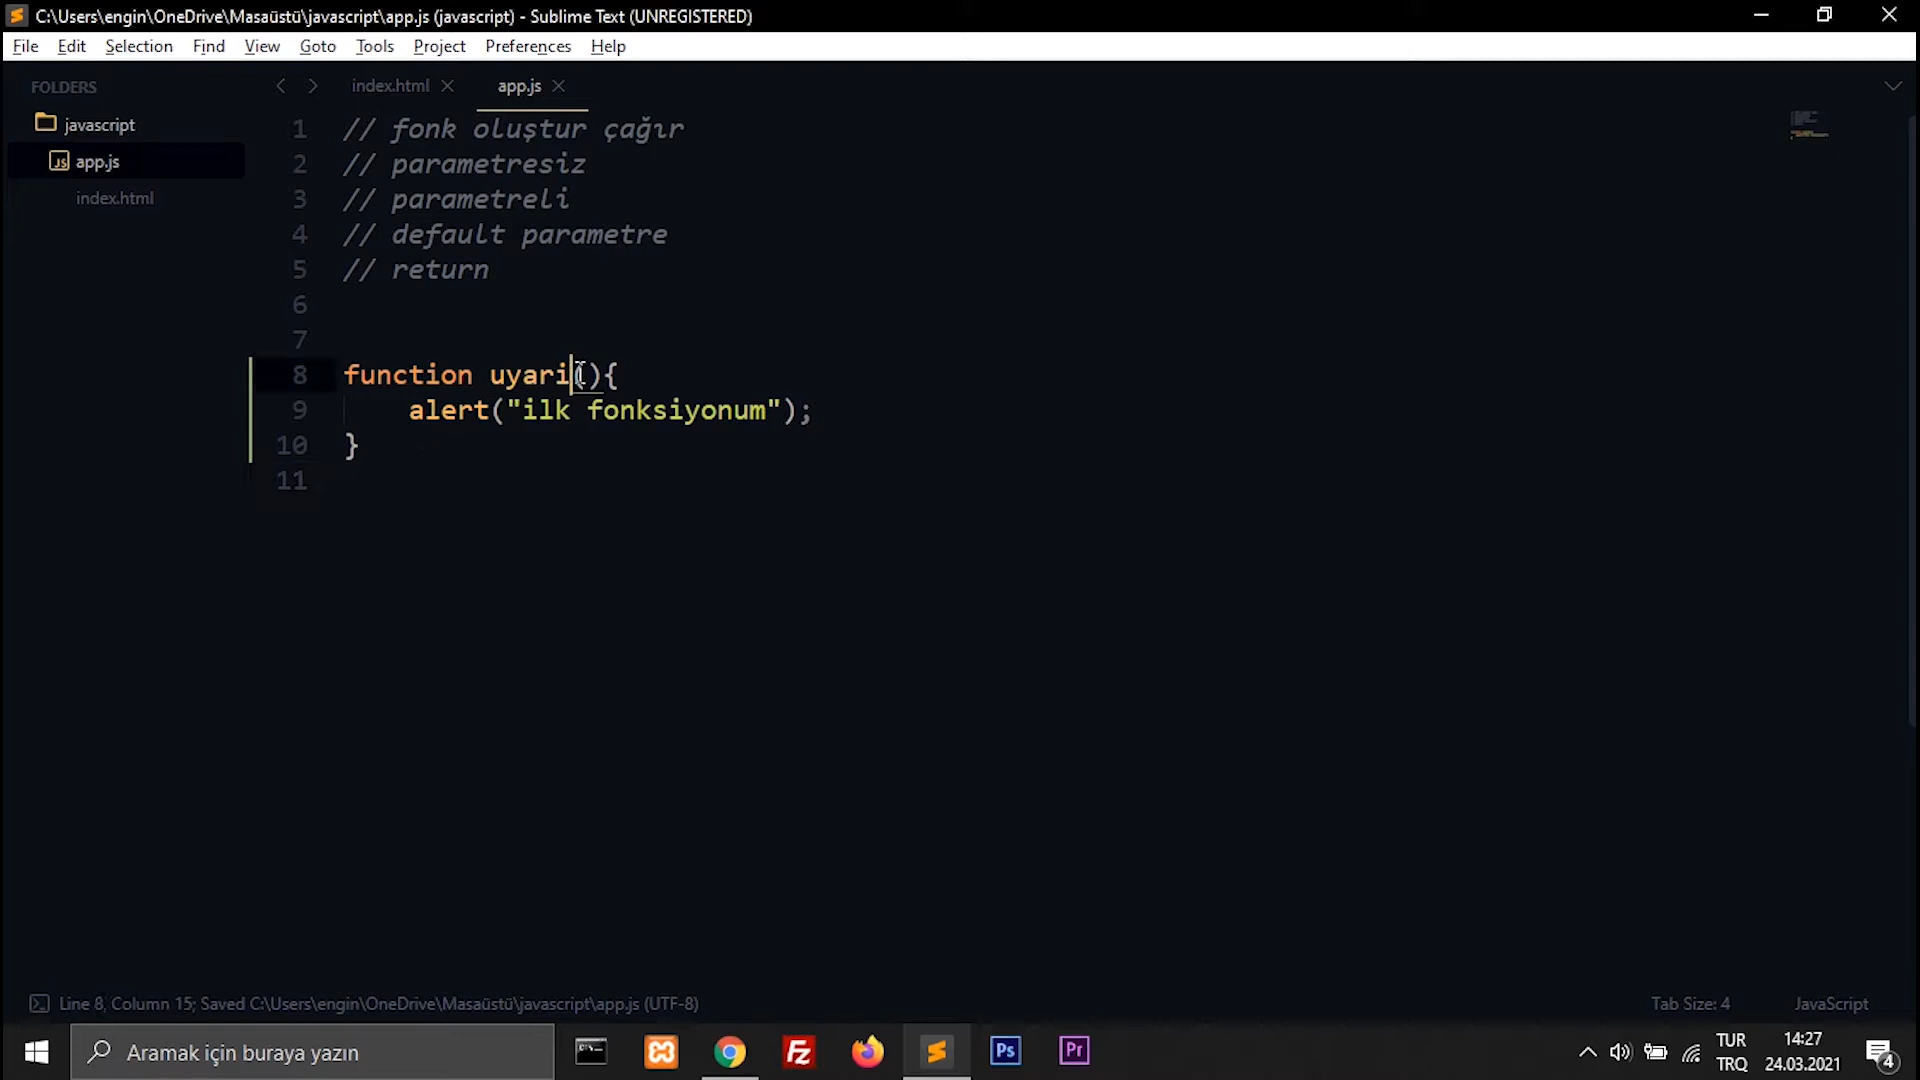 C:\Users\engin\OneDrive\Masaüstü\javascript\app.js (javascript) - Sublime Text (UNREGISTERED)
File Edit Selection Find View Goto Tools Project Preferences Help
FOLDERS
javascript
app.js
index.html
index.html app.js
1 // fonk oluştur çağır
2 // parametresiz
3 // parametreli
4 // default parametre
5 // return
6
7
8 function uyari(){
9 alert("ilk fonksiyonum");
10 }
11
Line 8, Column 15; Saved C:\Users\engin\OneDrive\Masaüstü\javascript\app.js (UTF-8)
Tab Size: 4 JavaScript
Aramak için buraya yazın
Fz
Ps
Pr
TUR
TRQ
14:27
24.03.2021
4